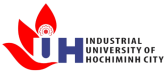 IUH INDUSTRIAL
UNIVERSITY OF
HOCHIMINH CITY